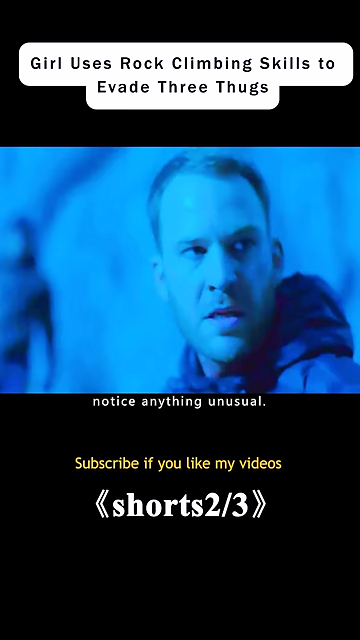 Girl Uses Rock Climbing Skills to
Evade Three Thugs
notice anything unusual.
Subscribe if you like my videos
《shorts2/3》